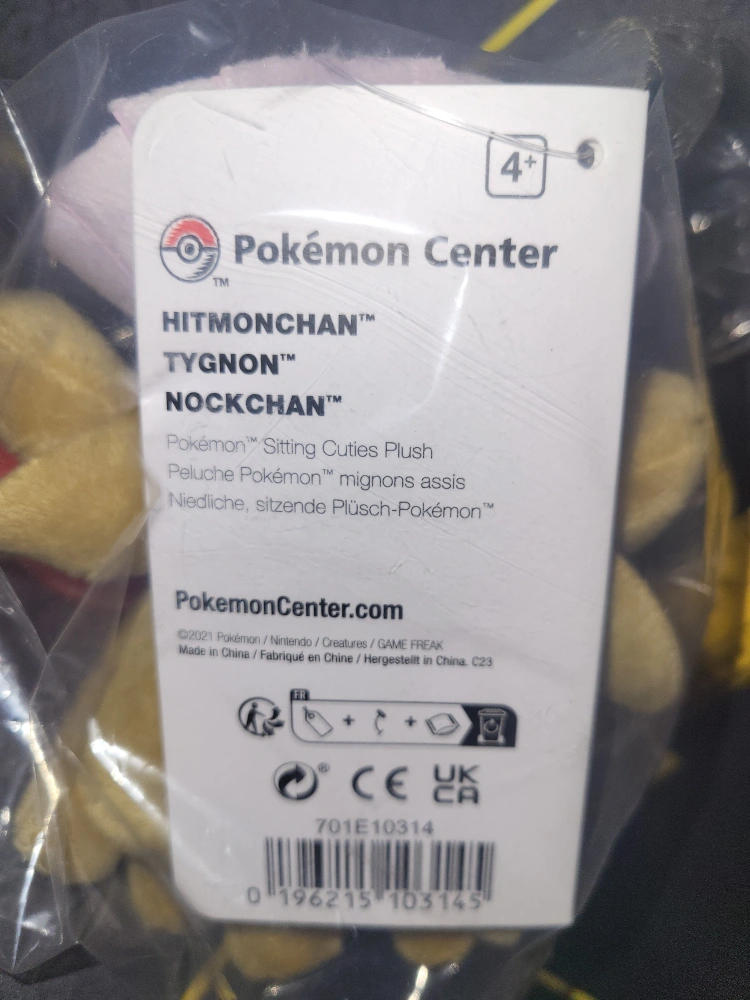 4+
Pokémon Center
TM
HITMONCHAN™
TYGNON™
NOCKCHAN™
Pokémon™ Sitting Cuties Plush
Peluche Pokémon™ mignons assis
Niedliche, sitzende Plüsch-Pokémon™
PokemonCenter.com
©2021 Pokémon / Nintendo / Creatures / GAME FREAK
Made in China / Fabriqué en Chine / Hergestellt in China. C23
FR
+ +
® CE UK CA
701E10314
0 196215 103145